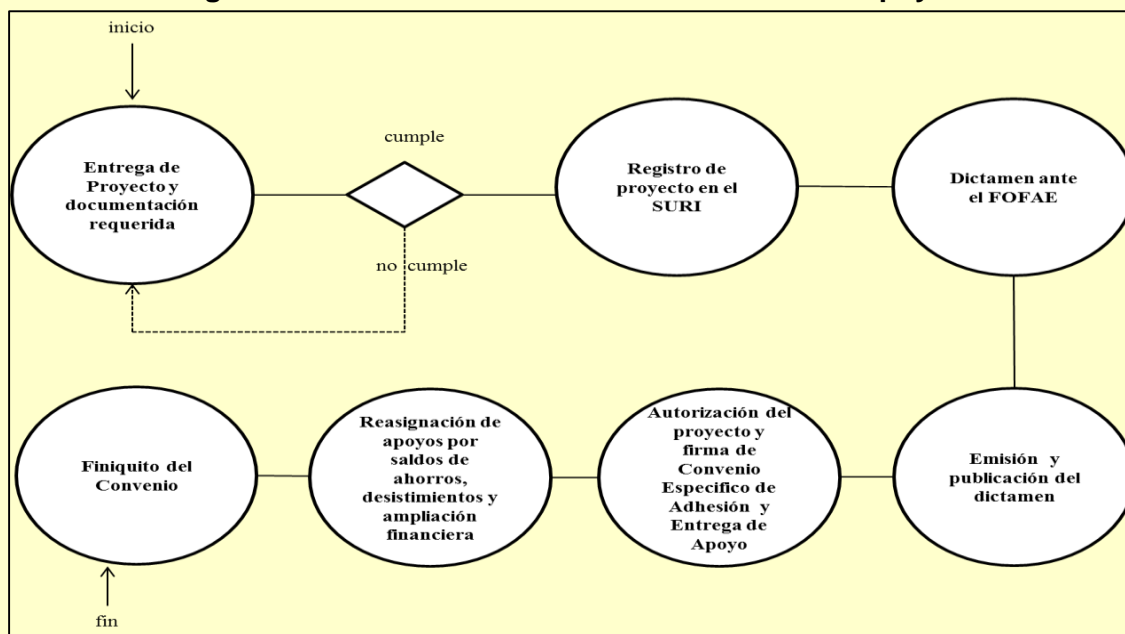 inicio
Entrega de
Proyecto y
documentación
requerida
cumple
no cumple
Registro de
proyecto en el
SURI
Dictamen ante
el FOFAE
Emisión y
publicación del
dictamen
Autorización del
proyecto y
firma de
Convenio
Especifico de
Adhesión y
Entrega de
Apoyo
Reasignación de
apoyos por
saldos de
ahorros,
desistimientos y
ampliación
financiera
Finiquito del
Convenio
fin